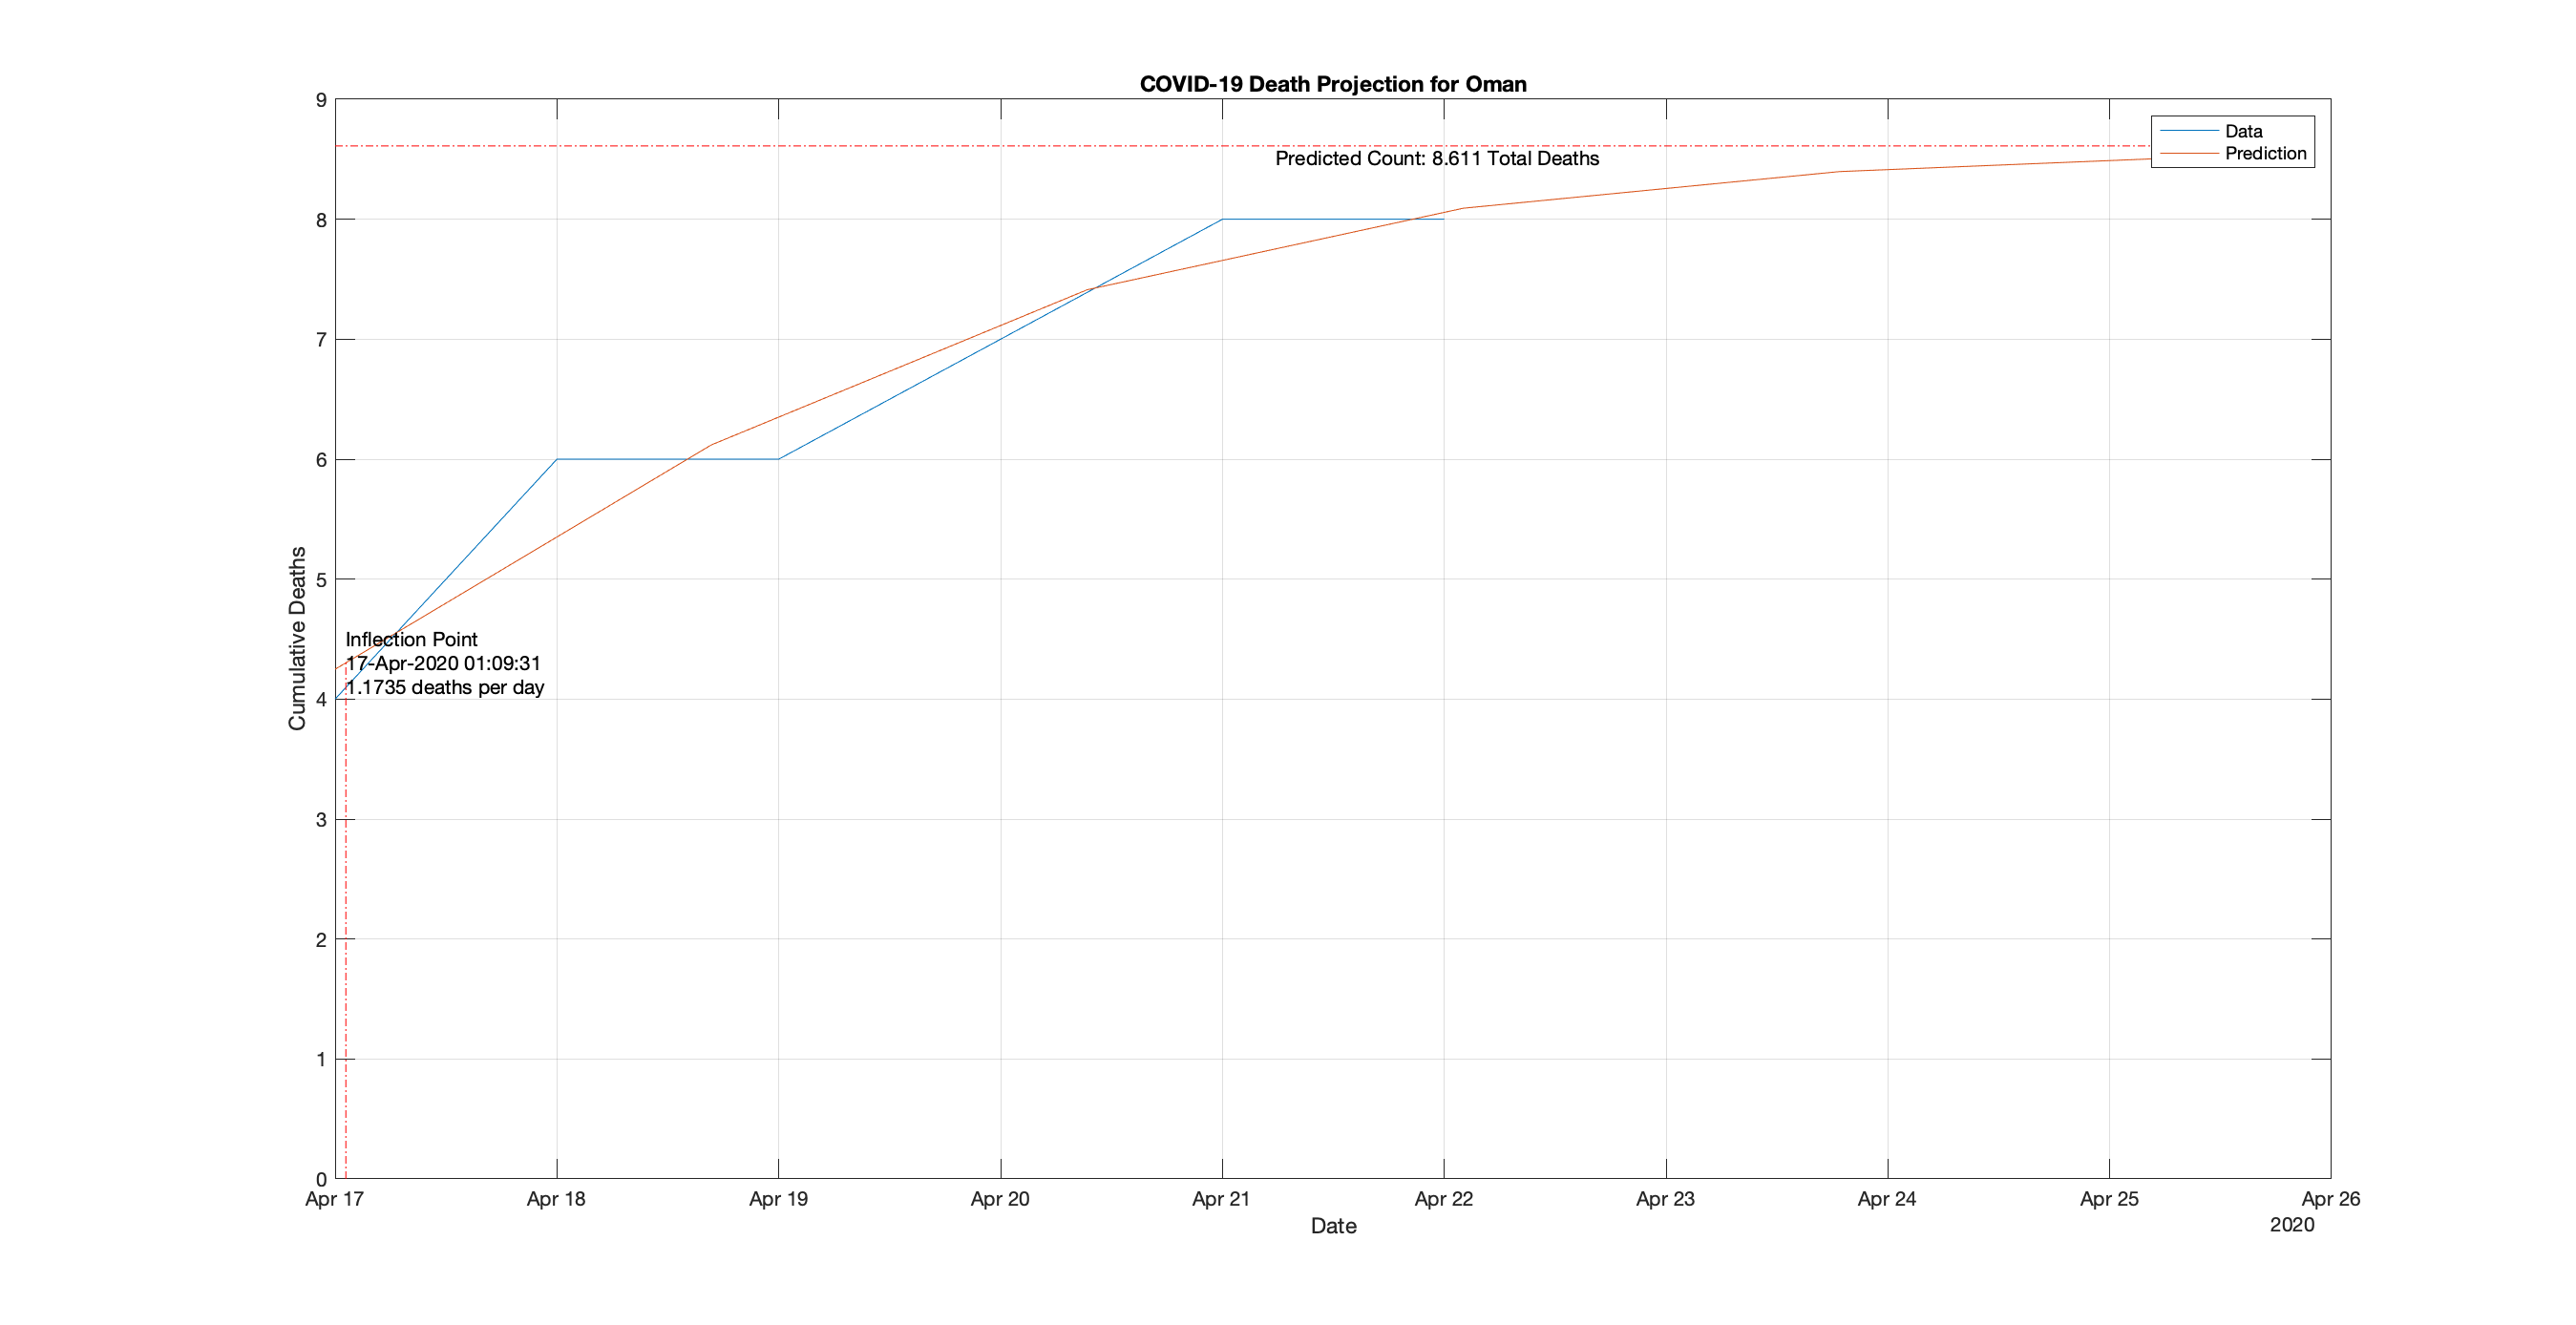 COVID-19 Death Projection for Oman
9
Data
Prediction
Predicted Count: 8.611 Total Deaths
8
7
6
5
Inflection Point
17-Apr-2020 01:09:31
1.1735 deaths per day
4
3
2
1
0
Cumulative Deaths
Apr 17
Apr 18
Apr 19
Apr 20
Apr 21
Apr 22
Apr 23
Apr 24
Apr 25
Apr 26
Date
2020